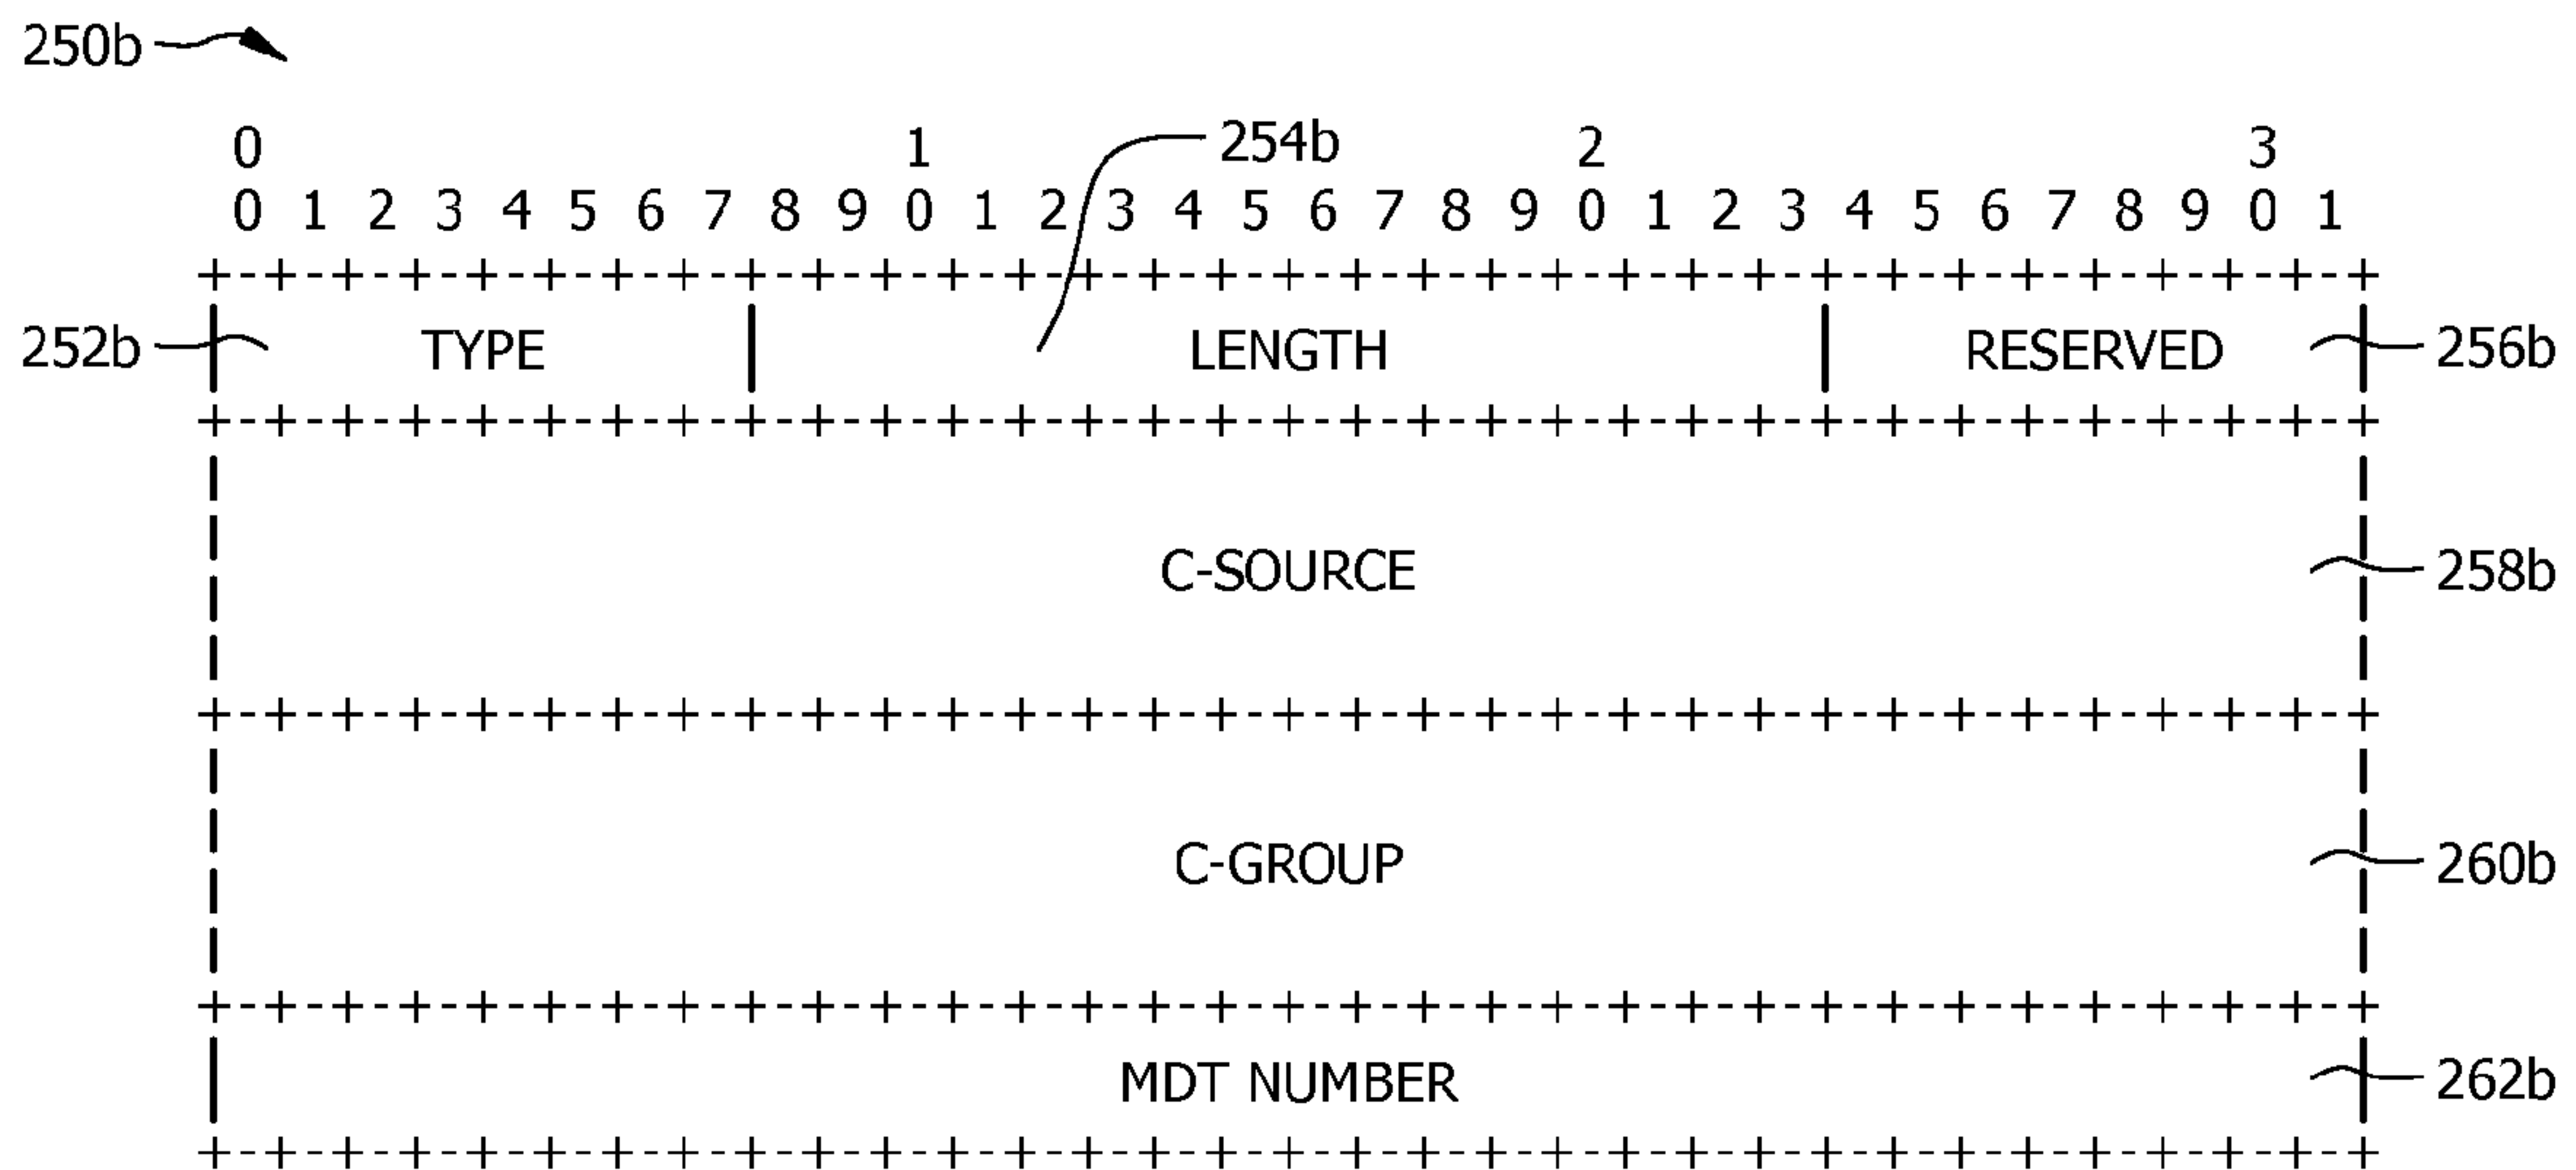 250b
0 1 254b 2 3
0 1 2 3 4 5 6 7 8 9 0 1 2 3 4 5 6 7 8 9 0 1 2 3 4 5 6 7 8 9 0 1
252b TYPE LENGTH RESERVED 256b
C-SOURCE 258b
C-GROUP 260b
MDT NUMBER 262b